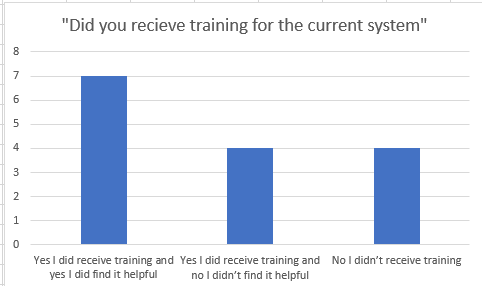 "Did you recieve training for the current system"
8
7
6
5
4
3
2
1
0
Yes I did receive training and
yes I did find it helpful
Yes I did receive training and
no I didn't find it helpful
No I didn't receive training